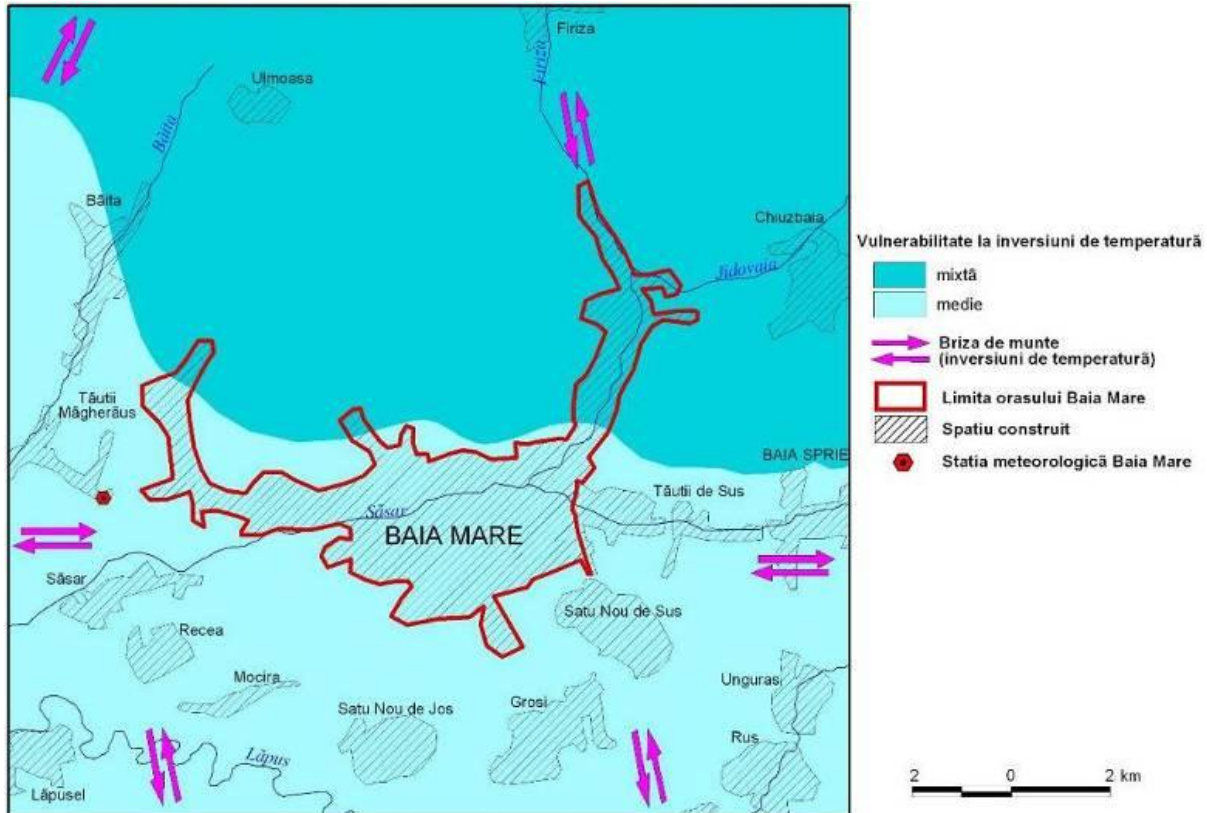 Firiza
Firiza
Ulmoasa
Băita
Băita
Chiuzbaia
Jidovaia
Tăutii
Măgherăus
BAIA SPRIE
Tăutii de Sus
Săsar
BAIA MARE
Săsar
Satu Nou de Sus
Recea
Mocira
Unguras
Satu Nou de Jos
Grosi
Rus
Lăpus
Lăpusel
Vulnerabilitate la inversiuni de temperatură
mixtă
medie
Briza de munte
(inversiuni de temperatură)
Limita orasului Baia Mare
Spatiu construit
Statia meteorologică Baia Mare
2 0 2 km